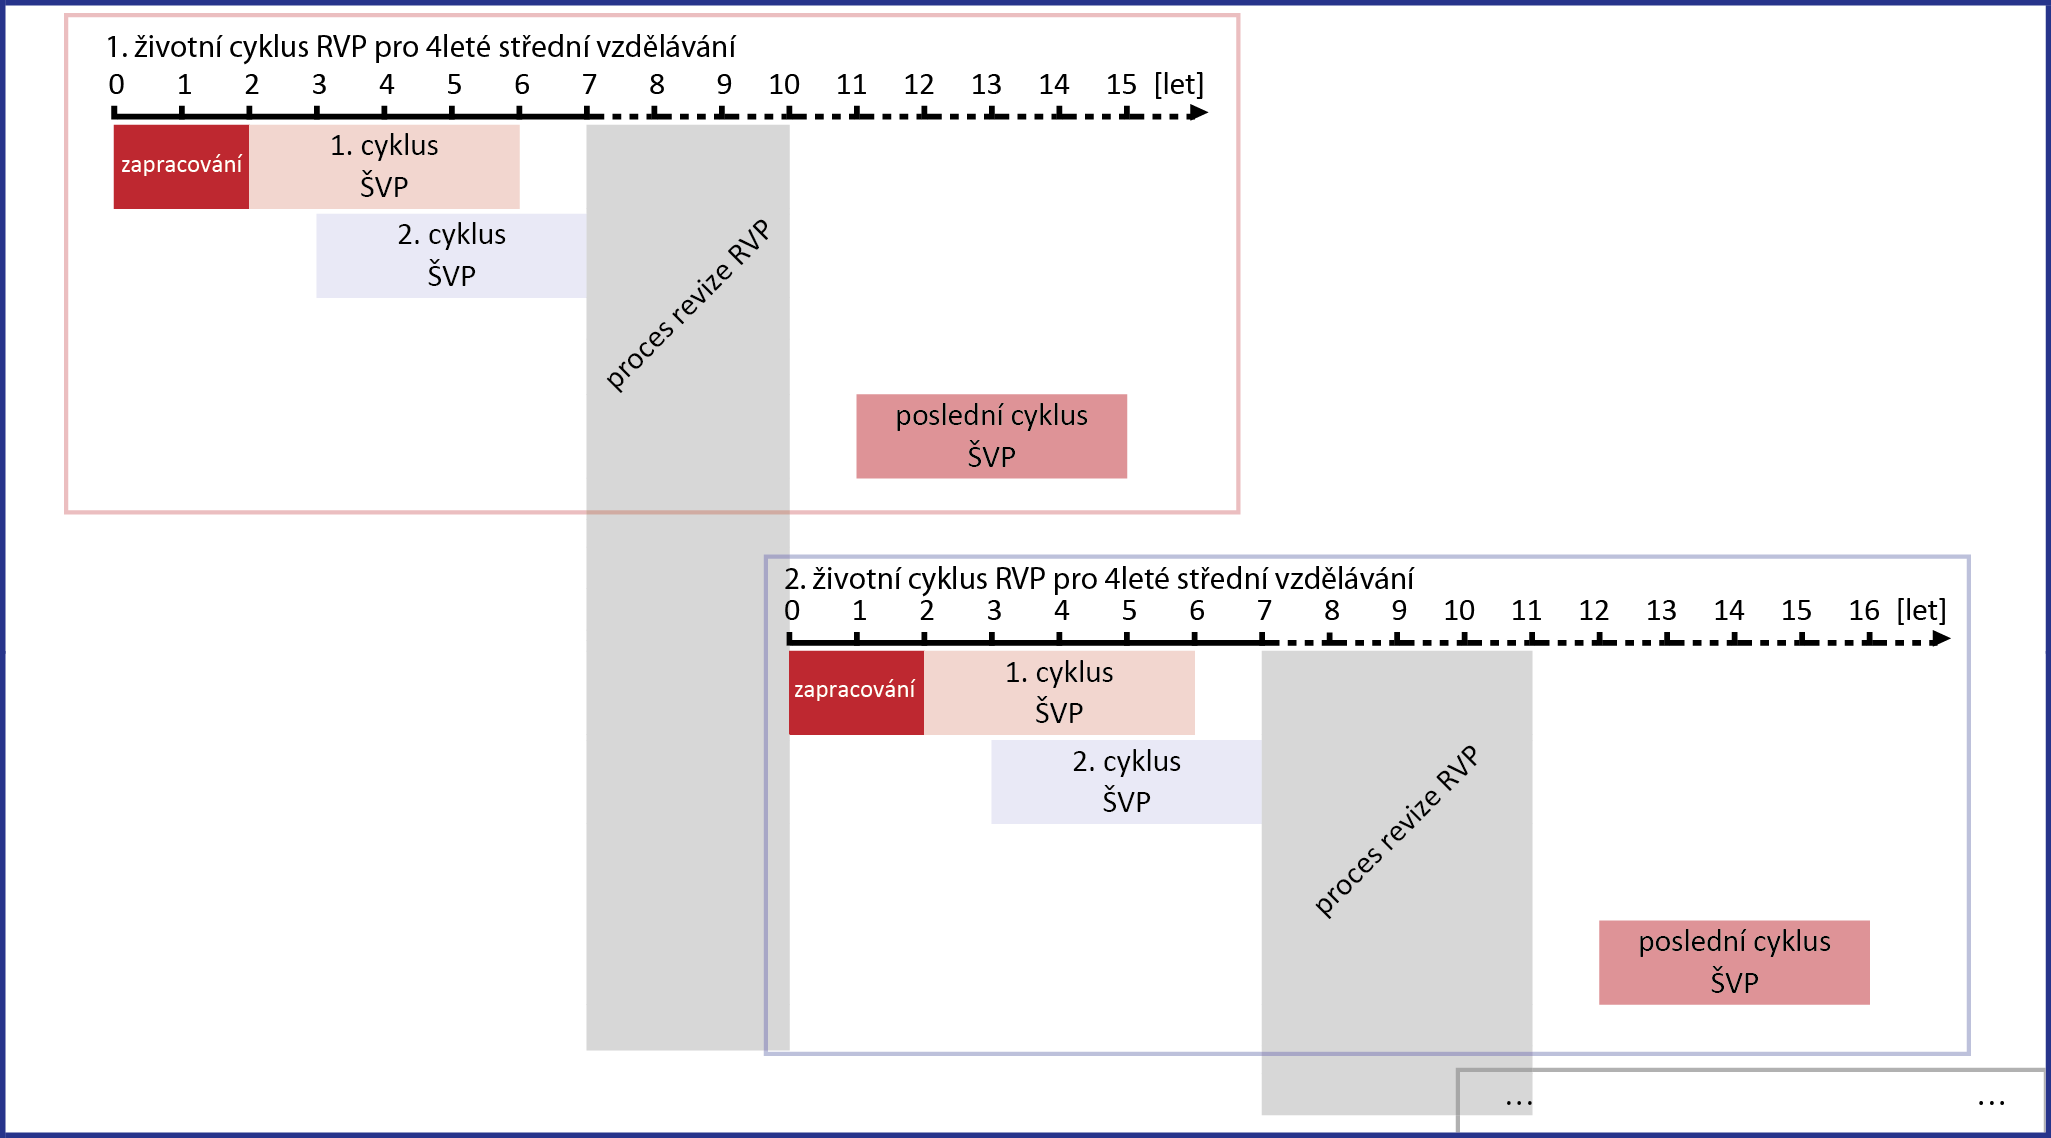 1. životní cyklus RVP pro 4leté střední vzdělávání
0 1 2 3 4 5 6 7 8 9 10 11 12 13 14 15 [let]
zapracování
1. cyklus
ŠVP
2. cyklus
ŠVP
proces revize RVP
poslední cyklus
ŠVP
2. životní cyklus RVP pro 4leté střední vzdělávání
0 1 2 3 4 5 6 7 8 9 10 11 12 13 14 15 16 [let]
zapracování
1. cyklus
ŠVP
2. cyklus
ŠVP
proces revize RVP
poslední cyklus
ŠVP
... ...